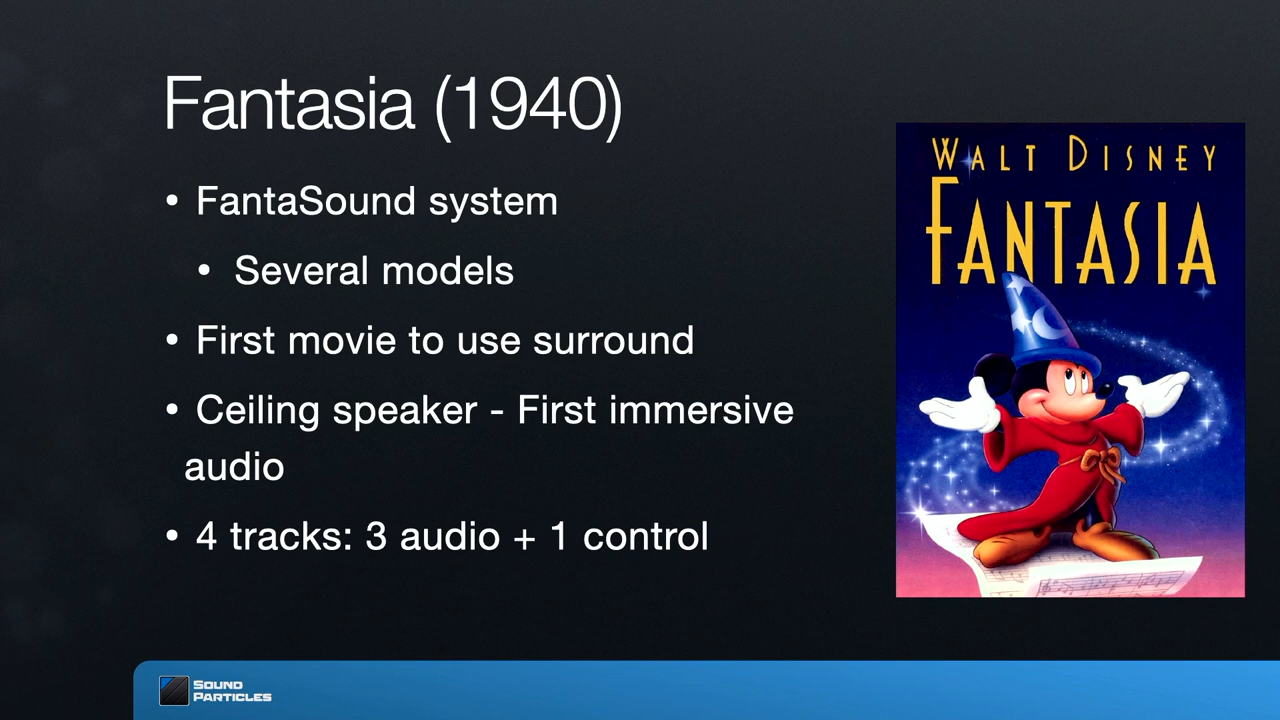 Fantasia (1940)
• FantaSound system
• Several models
• First movie to use surround
• Ceiling speaker - First immersive
audio
• 4 tracks: 3 audio + 1 control
WALT DISNEY
FANTASIA
SOUND
PARTICLES